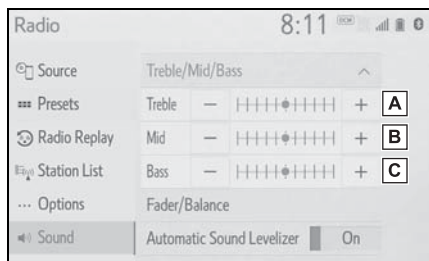 Radio 8:11 DCM
Source
Presets
Radio Replay
Station List
Options
Sound
Treble/Mid/Bass
Treble − + A
Mid − + B
Bass − + C
Fader/Balance
Automatic Sound Levelizer On